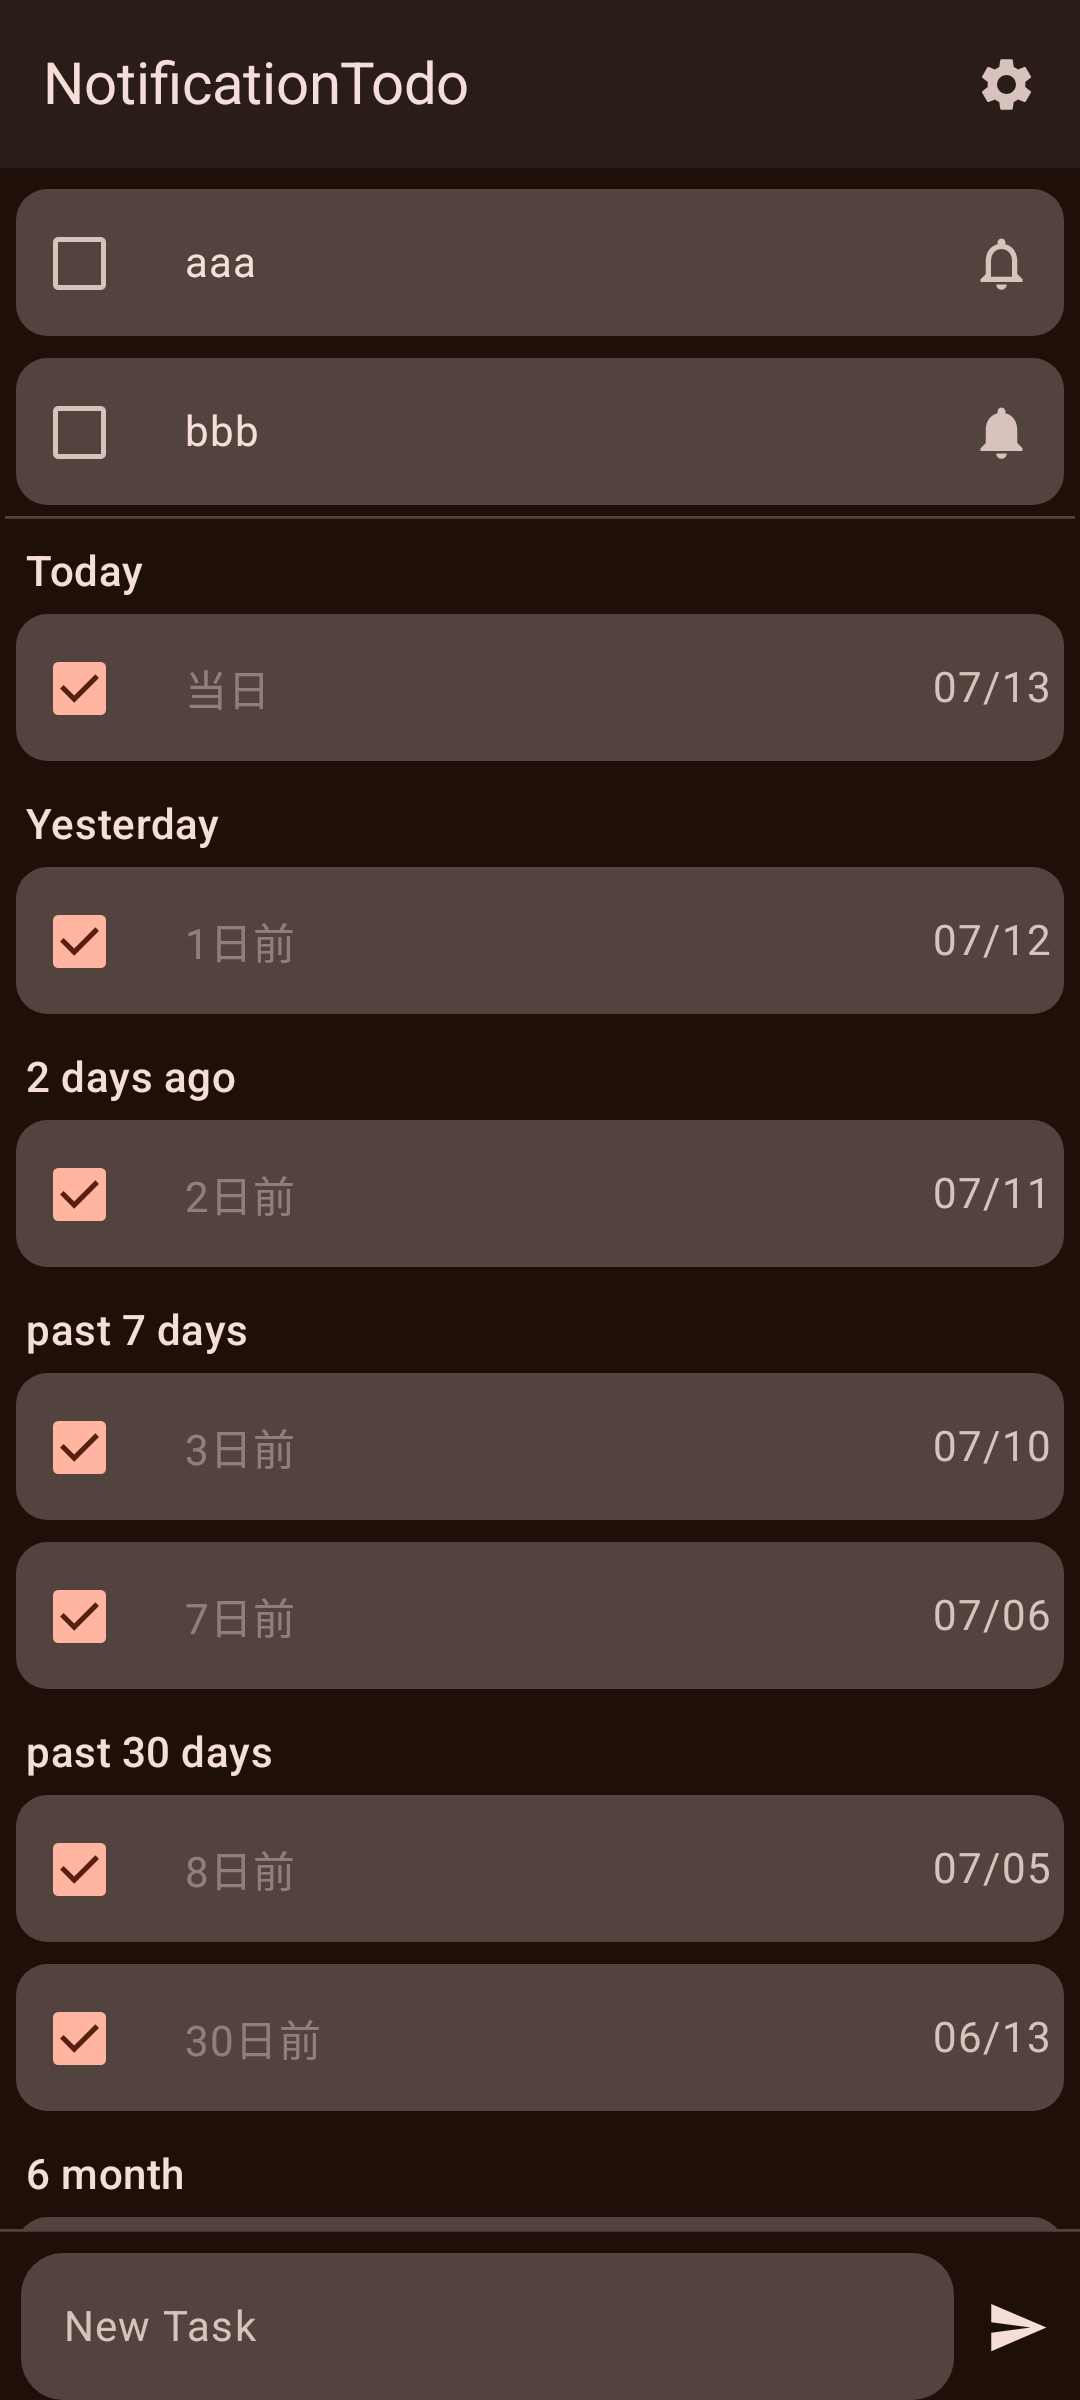 NotificationTodo
aaa
bbb
Today
当日 07/13
Yesterday
1日前 07/12
2 days ago
2日前 07/11
past 7 days
3日前 07/10
7日前 07/06
past 30 days
8日前 07/05
30日前 06/13
6 month
New Task